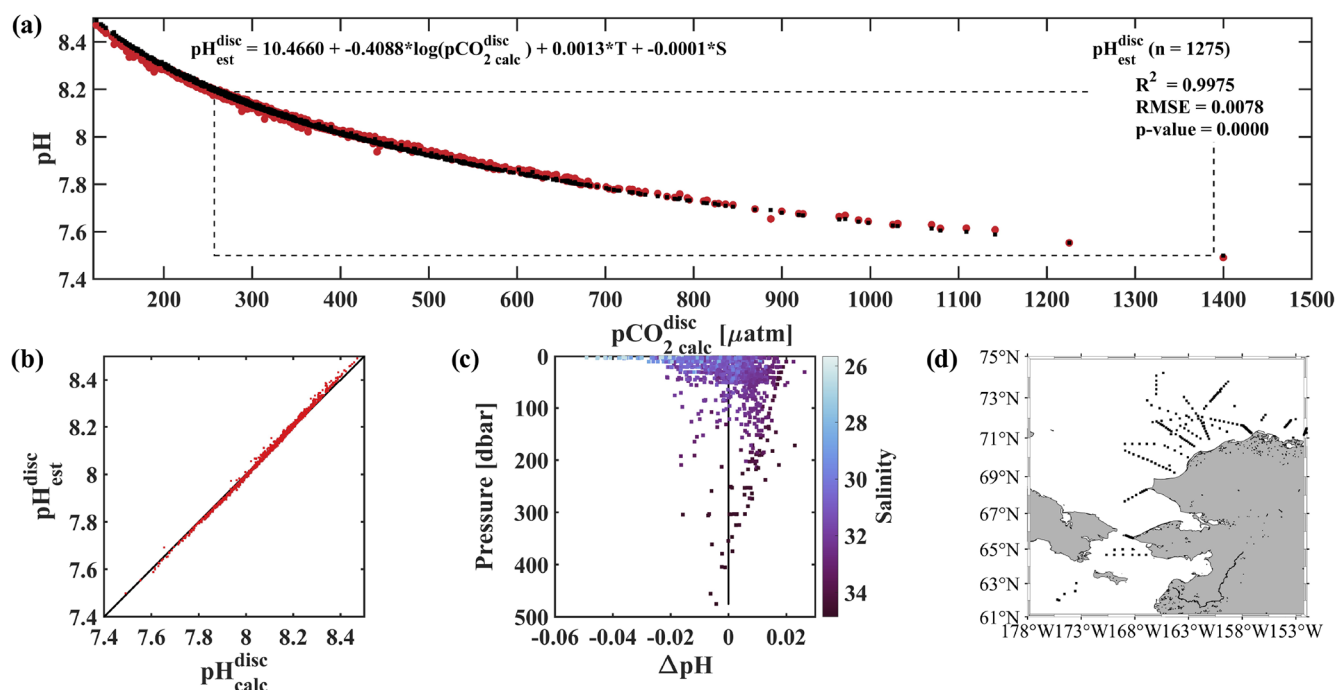 (a)
pH
8.4
8.2
8
7.8
7.6
7.4
pH^disc_est = 10.4660 + -0.4088*log(pCO^disc_2 calc) + 0.0013*T + -0.0001*S
pH^disc_est (n = 1275)
R^2 = 0.9975
RMSE = 0.0078
p-value = 0.0000
200 300 400 500 600 700 800 900 1000 1100 1200 1300 1400 1500
pCO^disc_2 calc [μatm]
(b)
pH^disc_est
8.4
8.2
8
7.8
7.6
7.4
7.4 7.6 7.8 8 8.2 8.4
pH^disc_calc
(c)
Pressure [dbar]
0
100
200
300
400
500
-0.06 -0.04 -0.02 0 0.02
ΔpH
26
28
30
32
34
Salinity
(d)
75°N
73°N
71°N
69°N
67°N
65°N
63°N
61°N
178°W 173°W 168°W 163°W 158°W 153°W